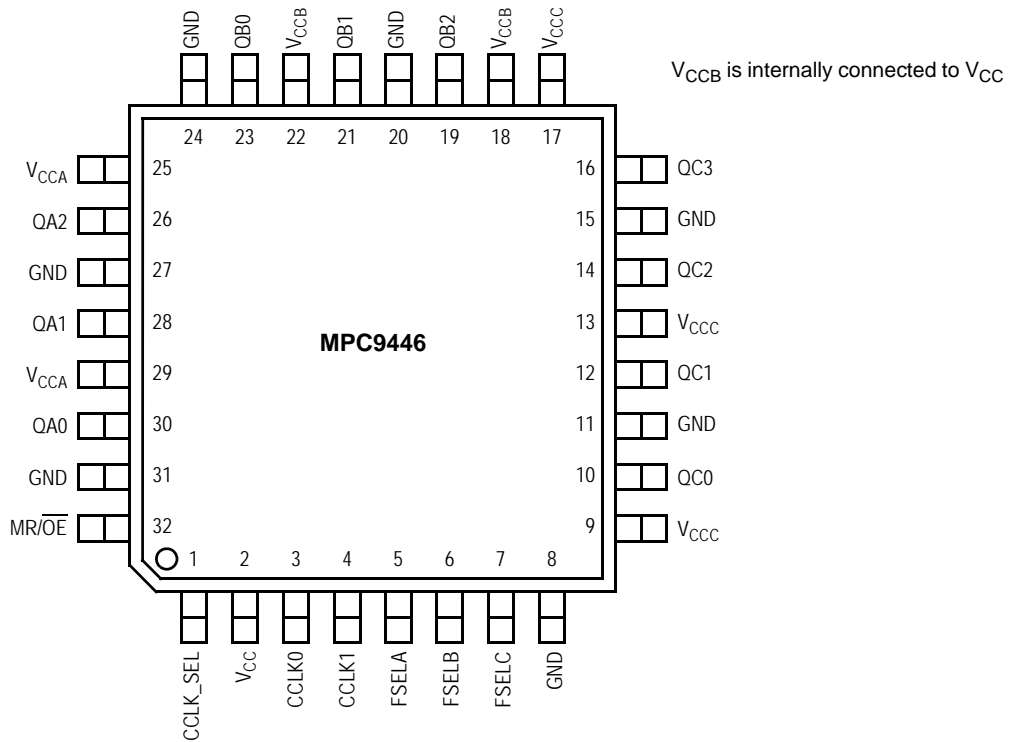 GND QB0 VCCB QB1 GND QB2 VCCB VCCC
VCCB is internally connected to VCC
24 23 22 21 20 19 18 17
VCCA 25 16 QC3
QA2 26 15 GND
GND 27 14 QC2
QA1 28 13 VCCC
MPC9446
VCCA 29 12 QC1
QA0 30 11 GND
GND 31 10 QC0
MR/OE 32 9 VCCC
1 2 3 4 5 6 7 8
CCLK_SEL VCC CCLK0 CCLK1 FSELA FSELB FSELC GND